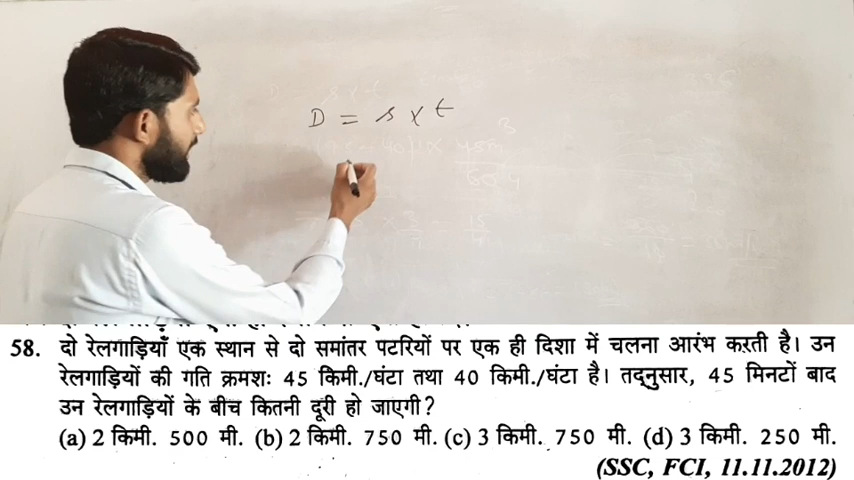 D = s x t
58. दो रेलगाड़ियाँ एक स्थान से दो समांतर पटरियों पर एक ही दिशा में चलना आरंभ करती है। उन
रेलगाड़ियों की गति क्रमशः 45 किमी./घंटा तथा 40 किमी./घंटा है। तद्नुसार, 45 मिनटों बाद
उन रेलगाड़ियों के बीच कितनी दूरी हो जाएगी?
(a) 2 किमी. 500 मी. (b) 2 किमी. 750 मी. (c) 3 किमी. 750 मी. (d) 3 किमी. 250 मी.
(SSC, FCI, 11.11.2012)